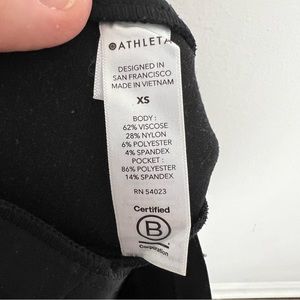 ATHLETA
DESIGNED IN
SAN FRANCISCO
MADE IN VIETNAM
XS
BODY :
62% VISCOSE
28% NYLON
6% POLYESTER
4% SPANDEX
POCKET :
86% POLYESTER
14% SPANDEX
RN 54023
Certified
B
Corporation